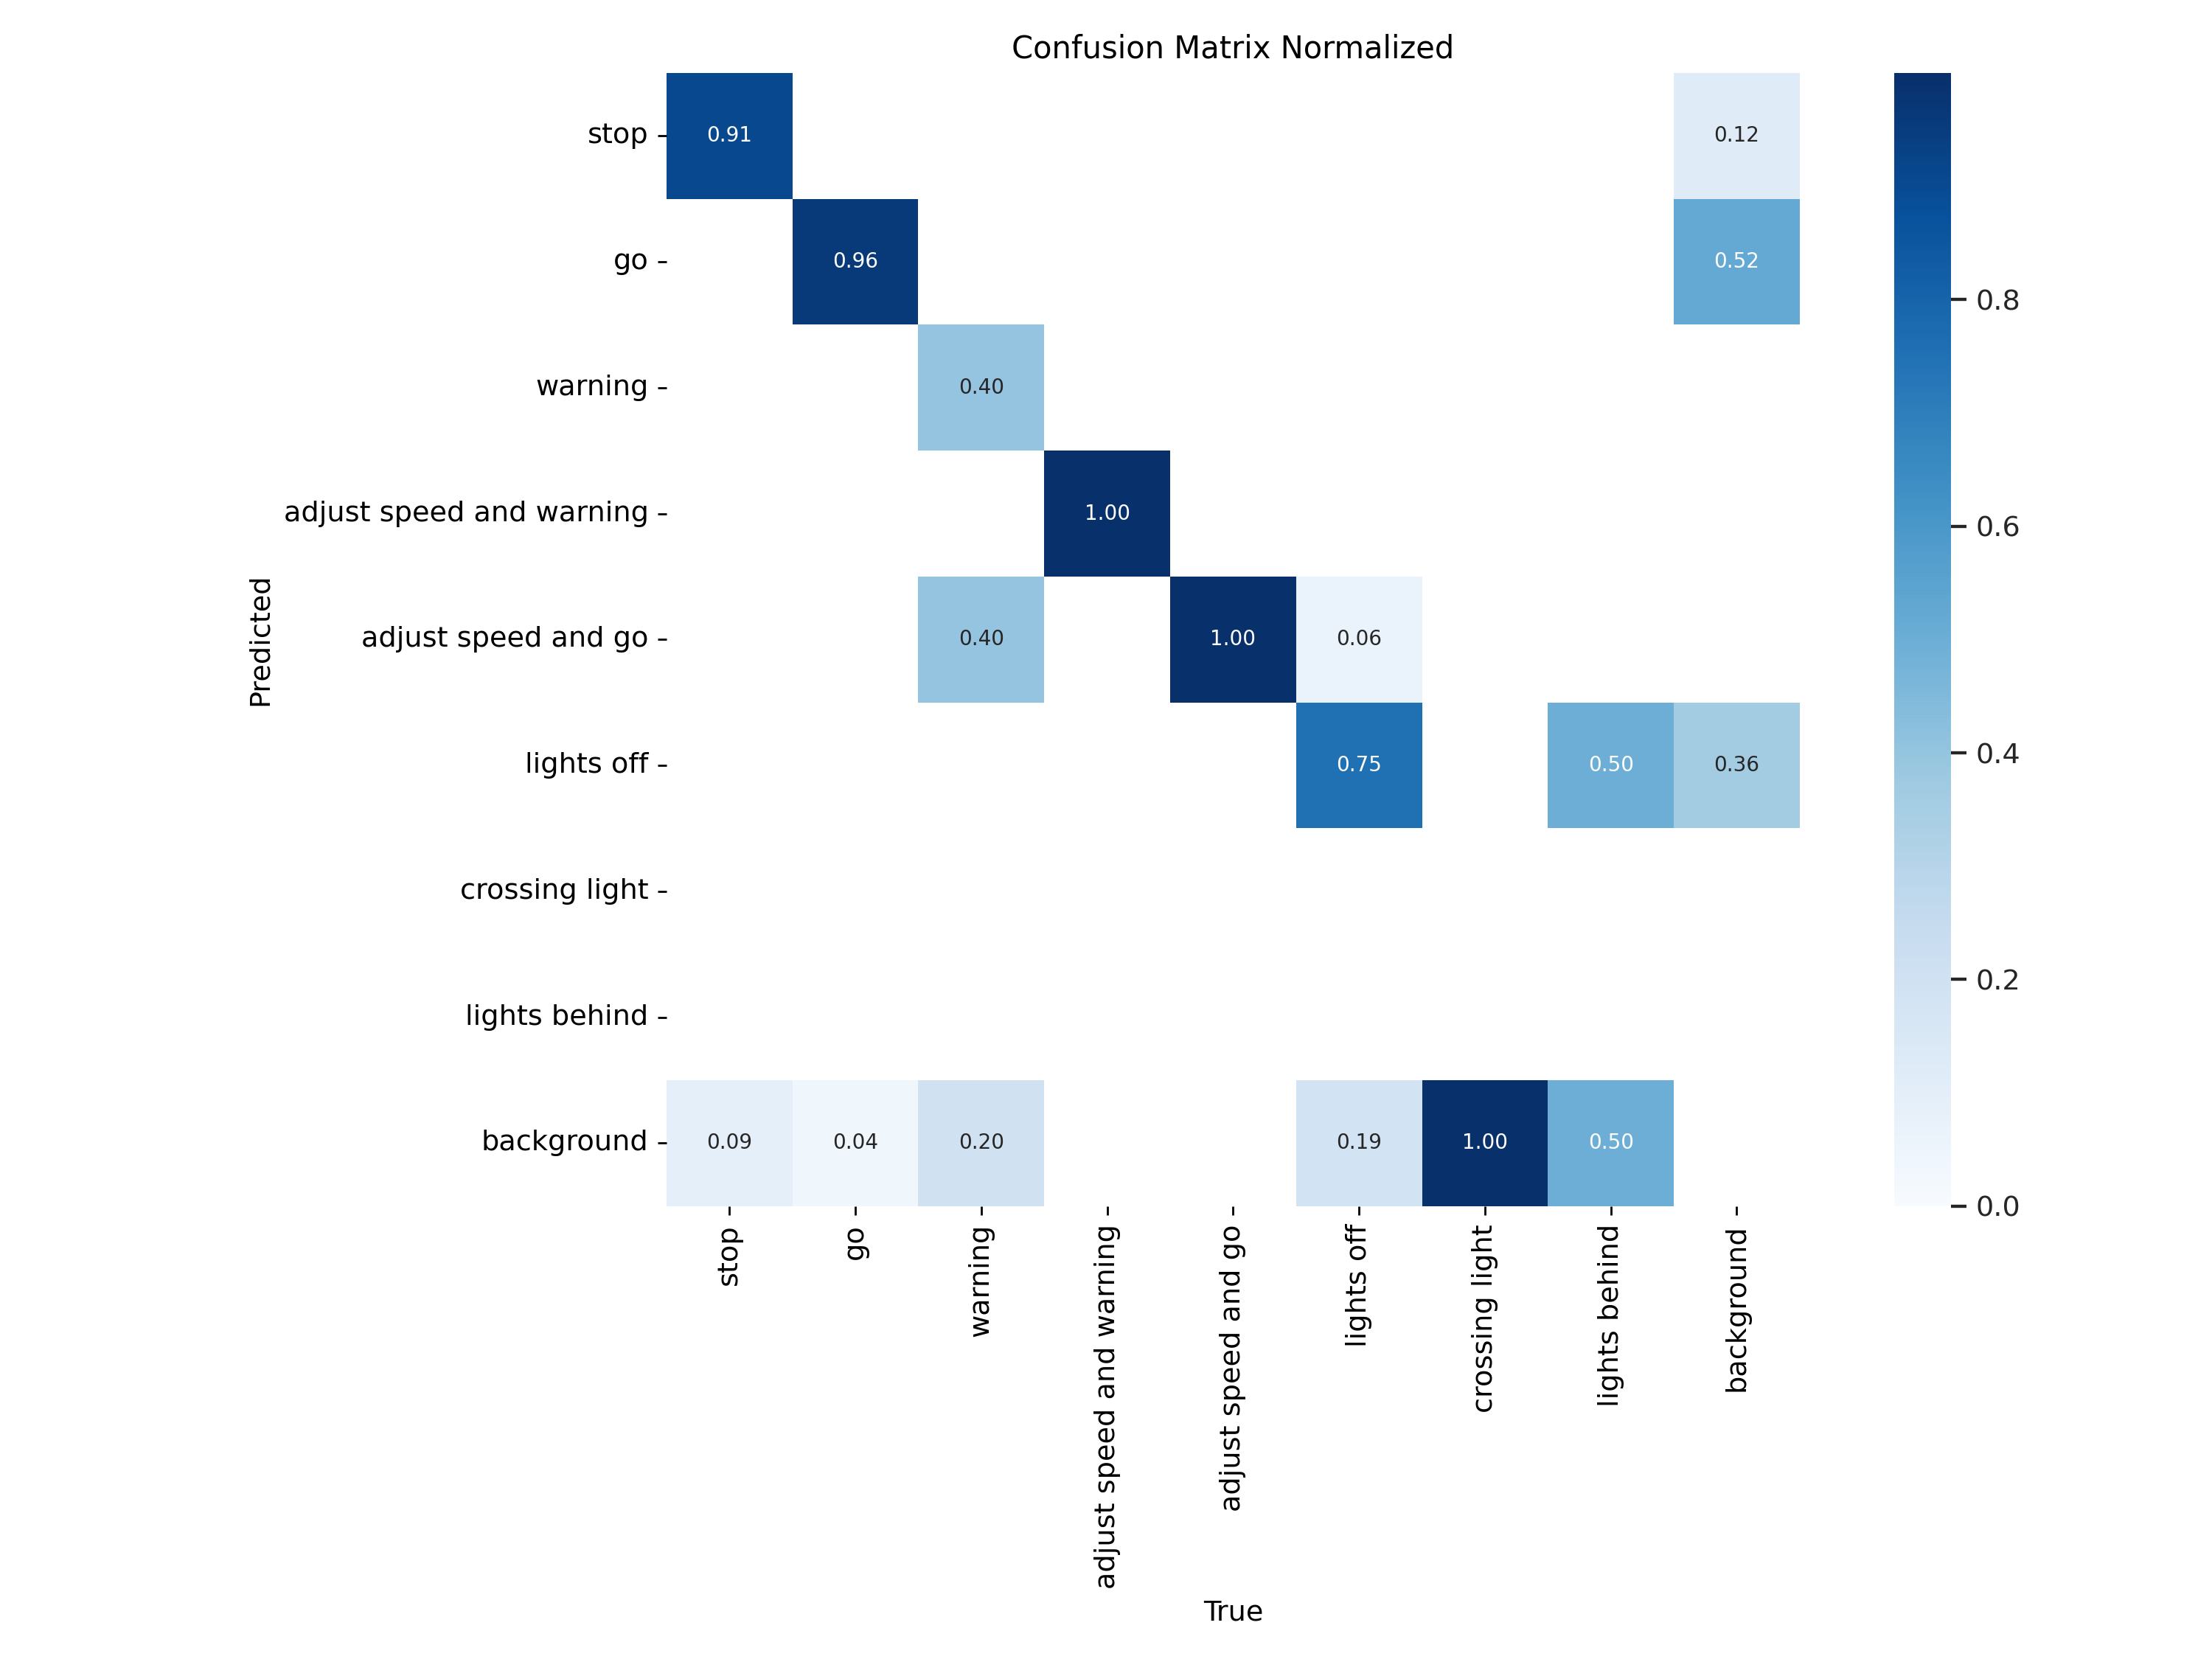 Confusion Matrix Normalized
stop
0.91
0.12
go
0.96
0.52
0.8
warning
0.40
adjust speed and warning
1.00
0.6
Predicted
adjust speed and go
0.40
1.00
0.06
lights off
0.75
0.50
0.36
0.4
crossing light
lights behind
0.2
background
0.09
0.04
0.20
0.19
1.00
0.50
0.0
stop
go
warning
adjust speed and warning
adjust speed and go
lights off
crossing light
lights behind
background
True